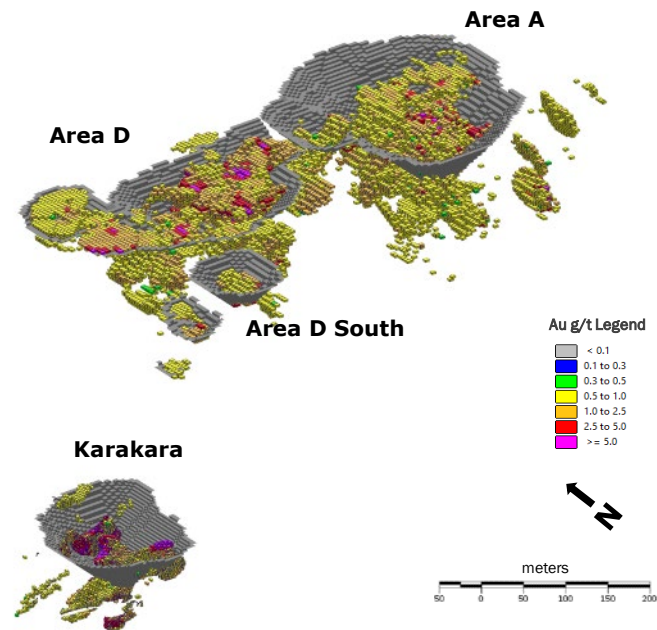 Area A
Area D
Area D South
Au g/t Legend
< 0.1
0.1 to 0.3
0.3 to 0.5
0.5 to 1.0
1.0 to 2.5
2.5 to 5.0
>= 5.0
Karakara
N
meters
50 0 50 100 150 200